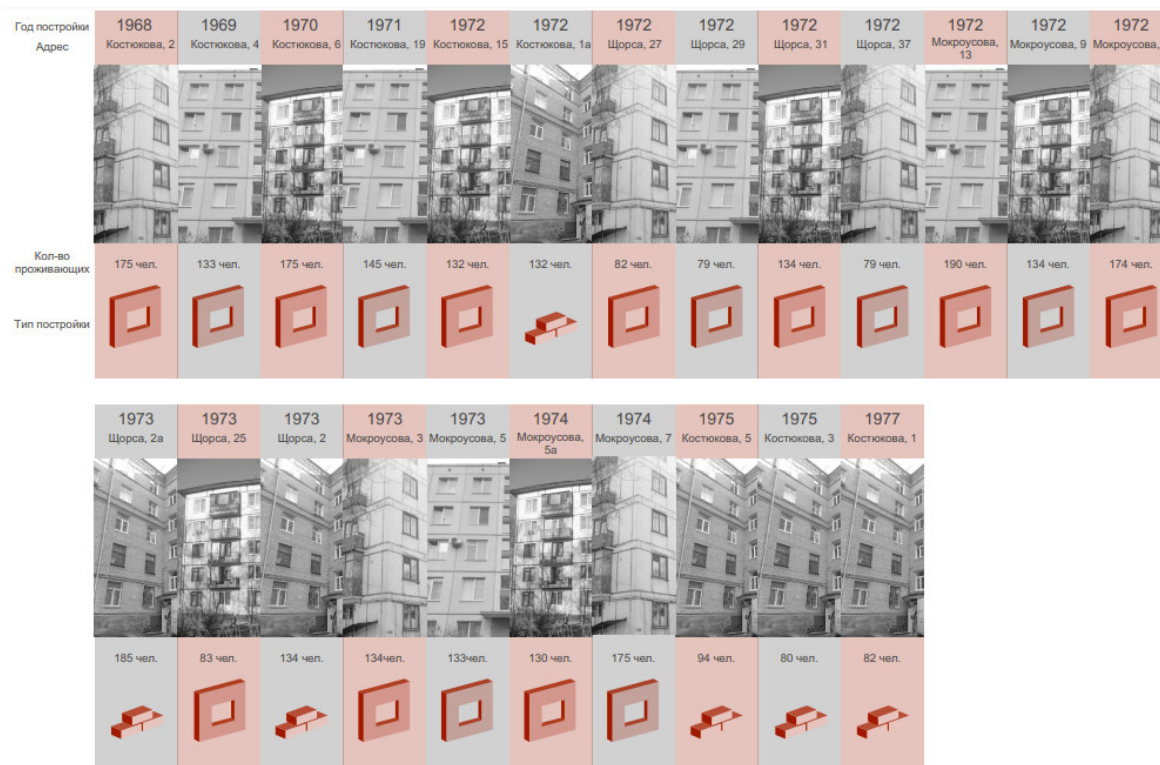 Год постройки
1968 1969 1970 1971 1972 1972 1972 1972 1972 1972 1972 1972 1972
Адрес
Костюкова, 2 Костюкова, 4 Костюкова, 6 Костюкова, 19 Костюкова, 15 Костюкова, 1а Щорса, 27 Щорса, 29 Щорса, 31 Щорса, 37 Мокроусова, 13 Мокроусова, 9 Мокроусова,
Кол-во
проживающих
175 чел. 133 чел. 175 чел. 145 чел. 132 чел. 132 чел. 82 чел. 79 чел. 134 чел. 79 чел. 190 чел. 134 чел. 174 чел.
Тип постройки
1973 1973 1973 1973 1973 1974 1974 1975 1975 1977
Щорса, 2а Щорса, 25 Щорса, 2 Мокроусова, 3 Мокроусова, 5 Мокроусова, 5а Мокроусова, 7 Костюкова, 5 Костюкова, 3 Костюкова, 1
185 чел. 83 чел. 134 чел. 134чел. 133чел. 130 чел. 175 чел. 94 чел. 80 чел. 82 чел.